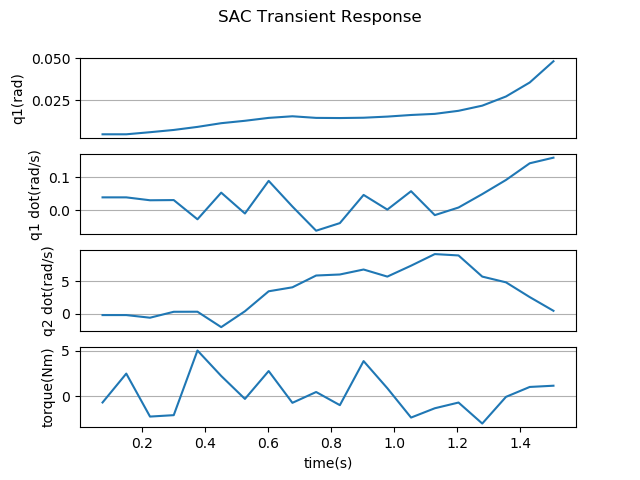 SAC Transient Response
0.050
0.025
q1(rad)
0.1
0.0
q1 dot(rad/s)
5
0
q2 dot(rad/s)
5
0
torque(Nm)
0.2 0.4 0.6 0.8 1.0 1.2 1.4
time(s)